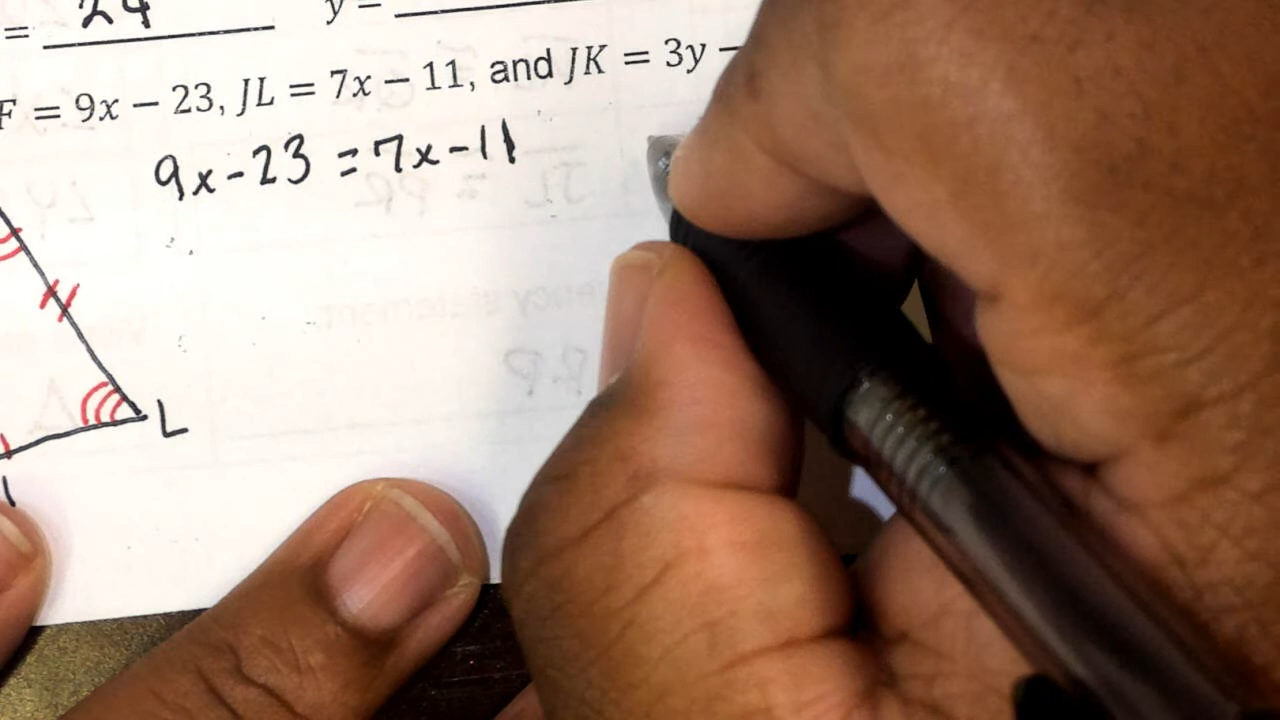 = 24 y =
F = 9x − 23, JL = 7x − 11, and JK = 3y −
9x-23 = 7x-11
L